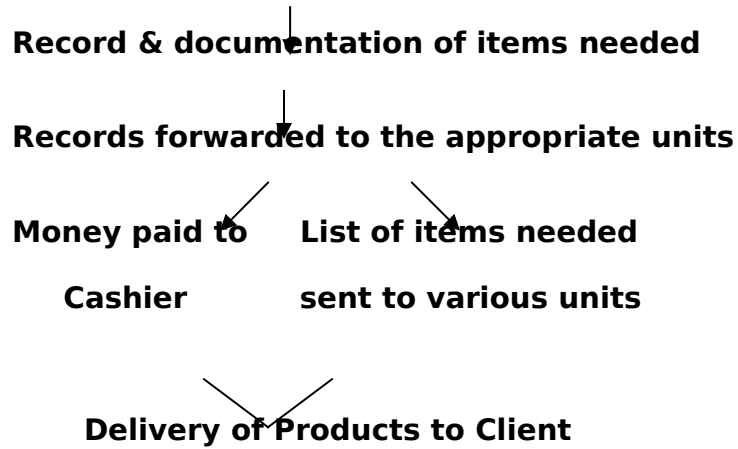 Record & documentation of items needed
Records forwarded to the appropriate units
Money paid to
Cashier
List of items needed
sent to various units
Delivery of Products to Client